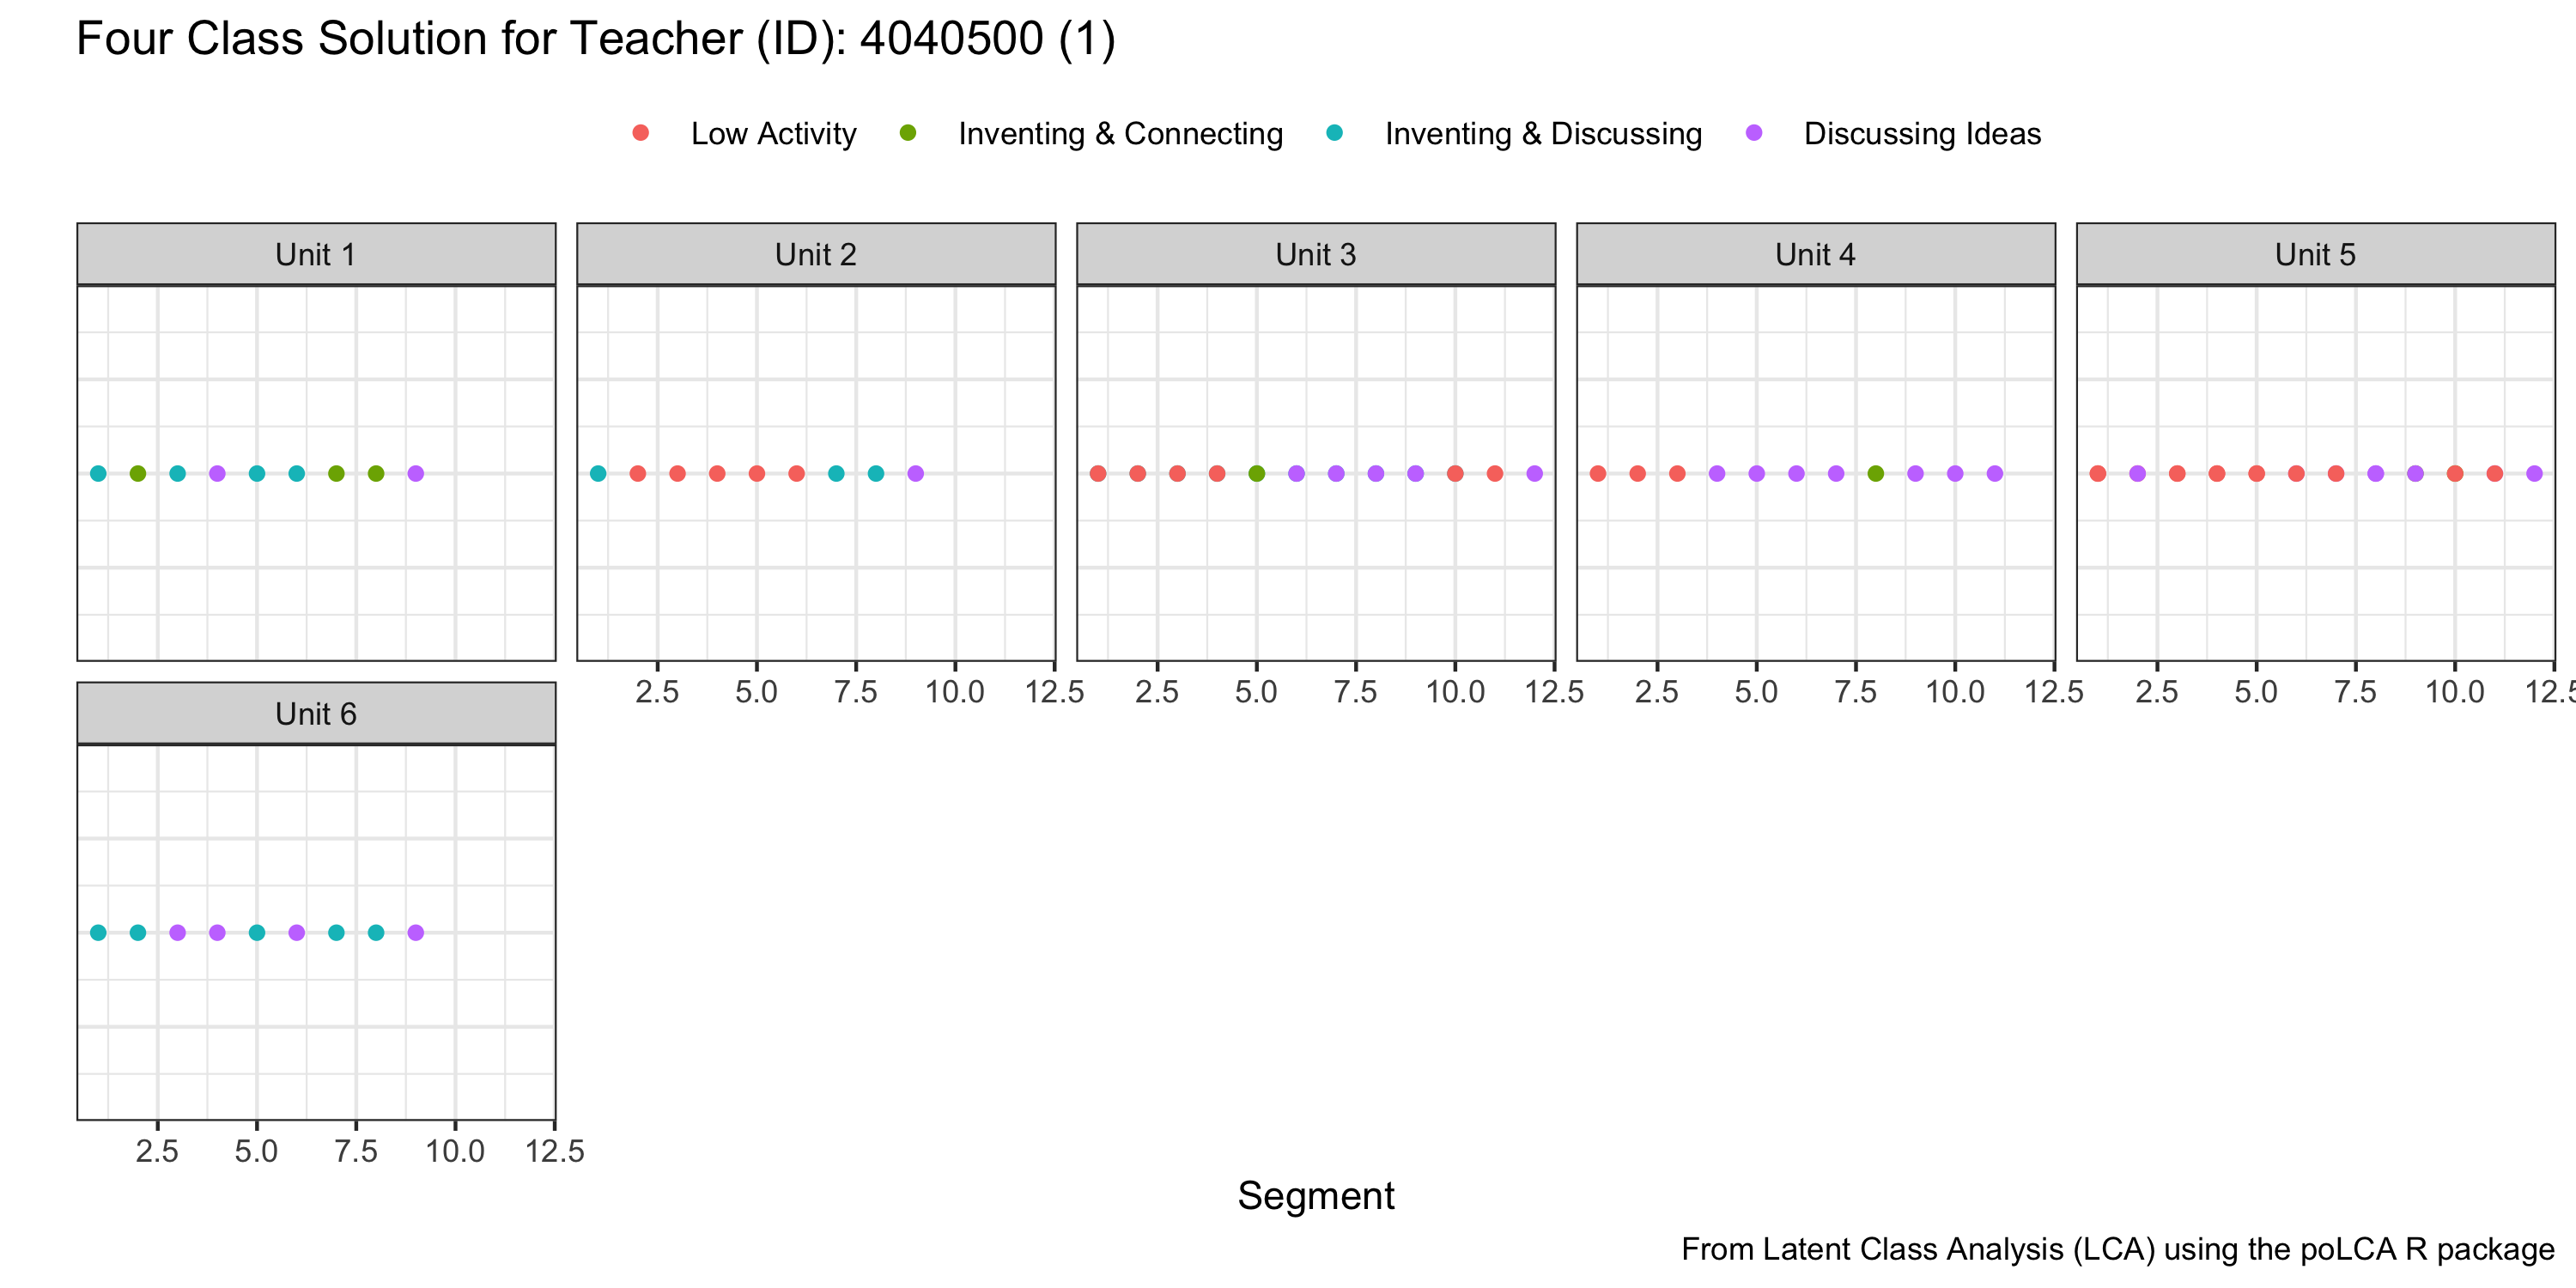 Four Class Solution for Teacher (ID): 4040500 (1)
Low Activity Inventing & Connecting Inventing & Discussing Discussing Ideas
Unit 1 Unit 2 Unit 3 Unit 4 Unit 5
2.5 5.0 7.5 10.0 12.5 2.5 5.0 7.5 10.0 12.5 2.5 5.0 7.5 10.0 12.5 2.5 5.0 7.5 10.0 12.5
Unit 6
2.5 5.0 7.5 10.0 12.5
Segment
From Latent Class Analysis (LCA) using the poLCA R package